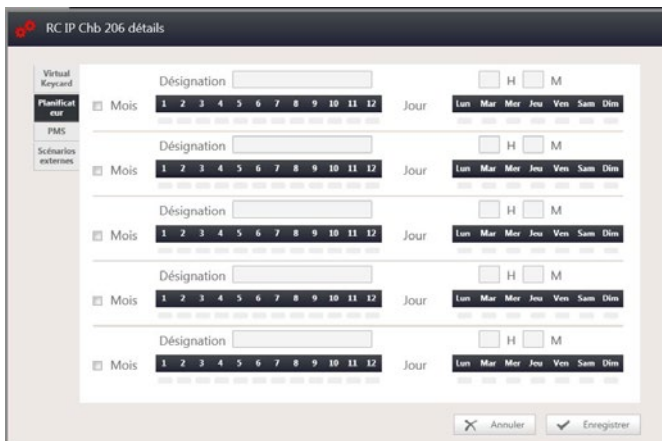 RC IP Chb 206 détails
Virtual
Keycard
Planificat
eur
PMS
Scénarios
externes
Désignation H M
Mois 1 2 3 4 5 6 7 8 9 10 11 12 Jour Lun Mar Mer Jeu Ven Sam Dim
Désignation H M
Mois 1 2 3 4 5 6 7 8 9 10 11 12 Jour Lun Mar Mer Jeu Ven Sam Dim
Désignation H M
Mois 1 2 3 4 5 6 7 8 9 10 11 12 Jour Lun Mar Mer Jeu Ven Sam Dim
Désignation H M
Mois 1 2 3 4 5 6 7 8 9 10 11 12 Jour Lun Mar Mer Jeu Ven Sam Dim
Désignation H M
Mois 1 2 3 4 5 6 7 8 9 10 11 12 Jour Lun Mar Mer Jeu Ven Sam Dim
Annuler Enregistrer